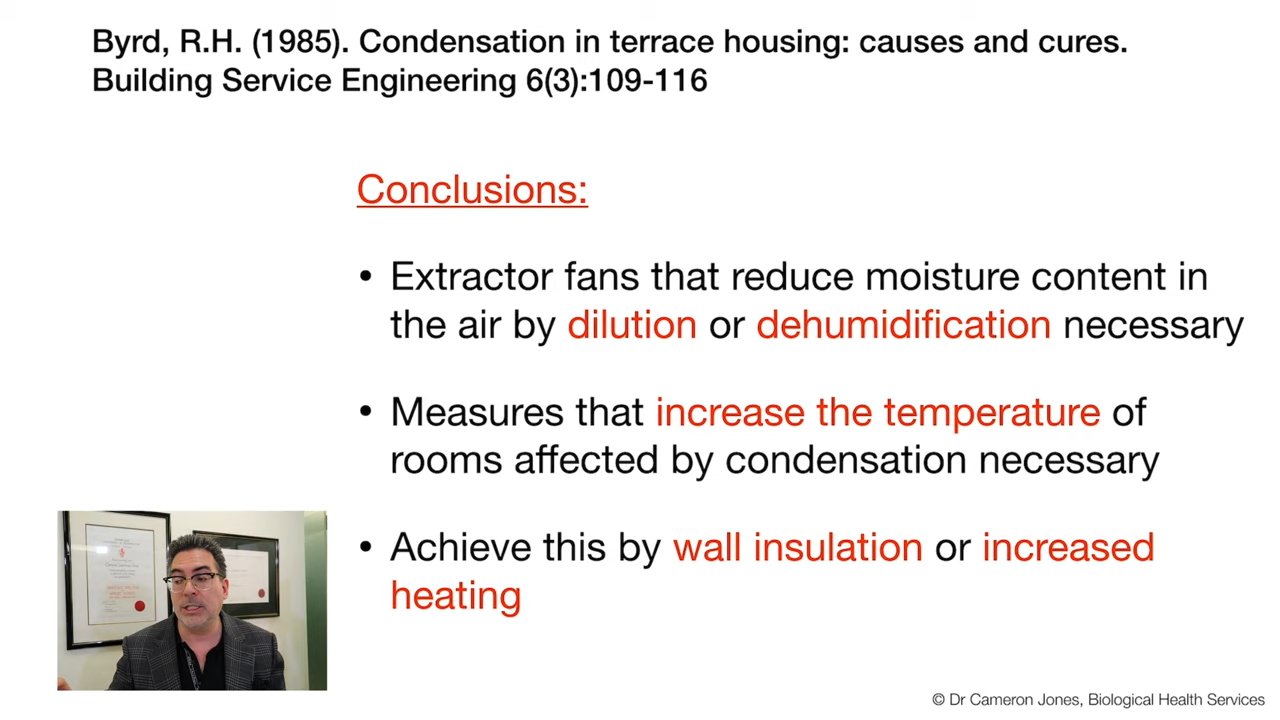 Byrd, R.H. (1985). Condensation in terrace housing: causes and cures.
Building Service Engineering 6(3):109-116
Conclusions:
• Extractor fans that reduce moisture content in
the air by dilution or dehumidification necessary
• Measures that increase the temperature of
rooms affected by condensation necessary
• Achieve this by wall insulation or increased
heating
© Dr Cameron Jones, Biological Health Services